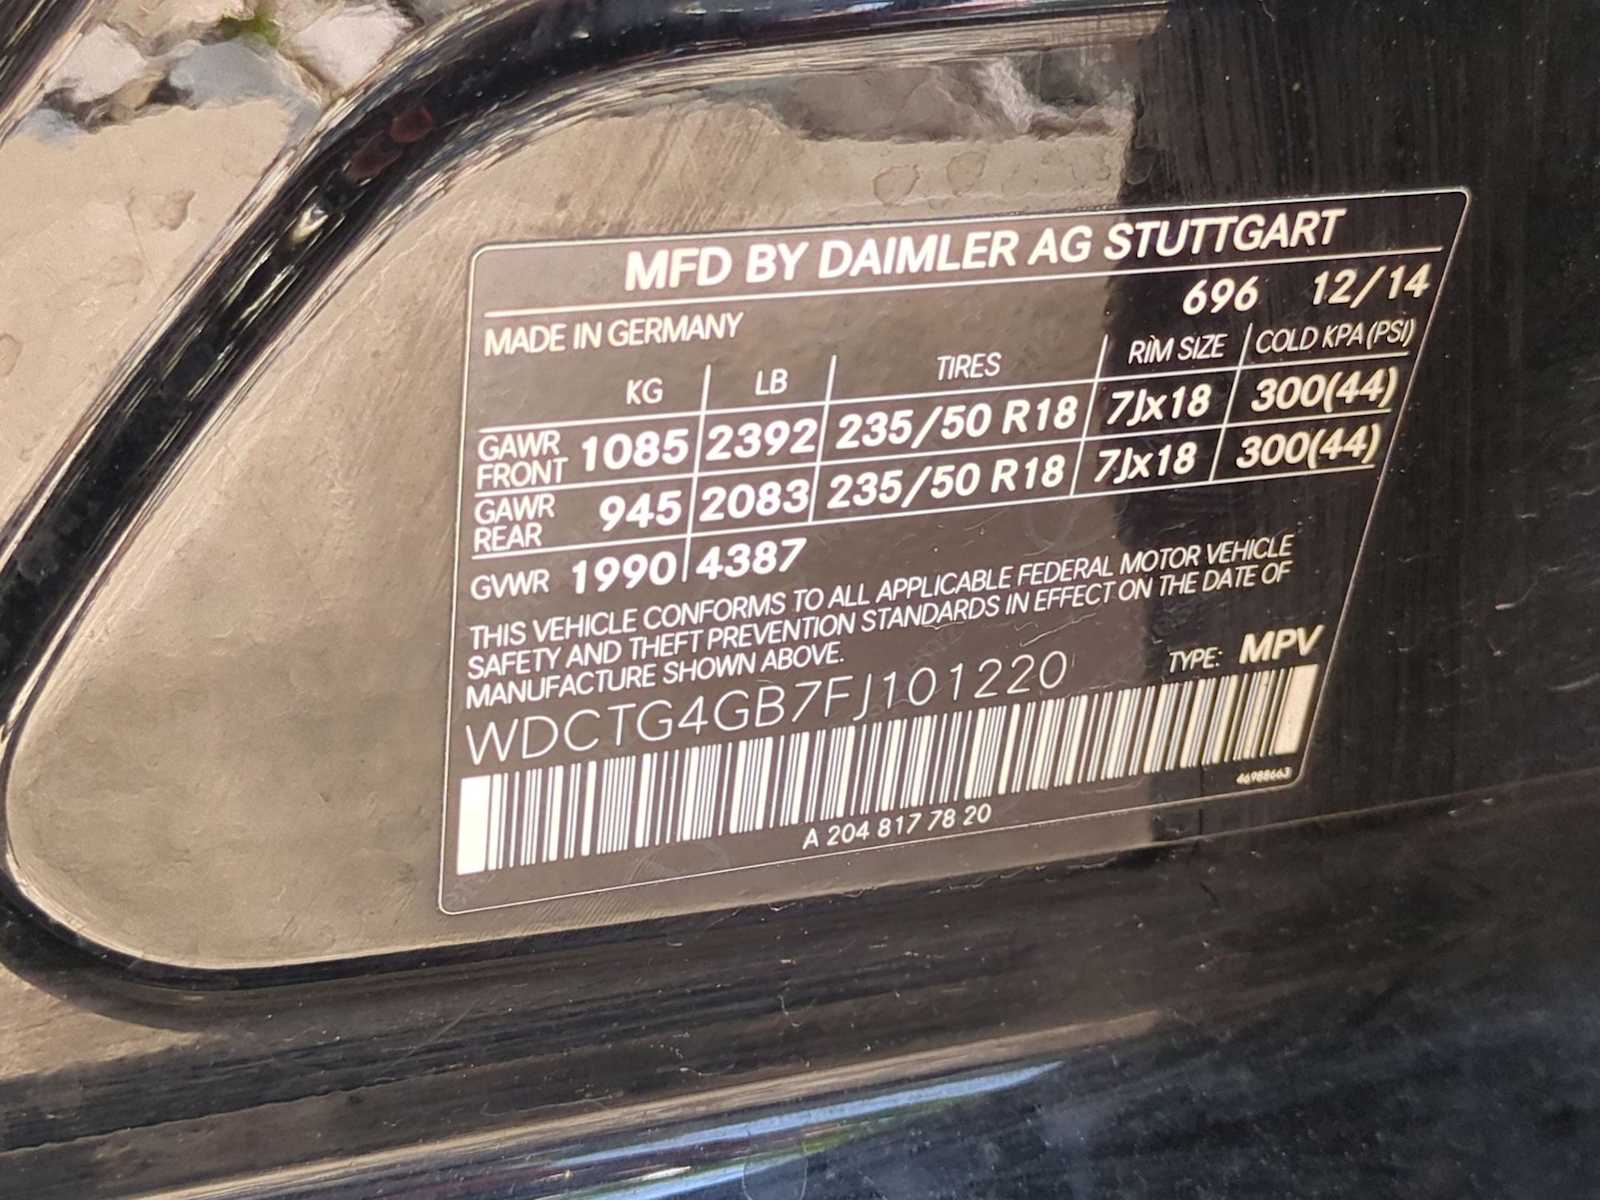 MFD BY DAIMLER AG STUTTGART
696 12/14
MADE IN GERMANY
KG LB TIRES RIM SIZE COLD KPA (PSI)
GAWR FRONT 1085 2392 235/50 R18 7Jx18 300(44)
GAWR REAR 945 2083 235/50 R18 7Jx18 300(44)
GVWR 1990 4387
THIS VEHICLE CONFORMS TO ALL APPLICABLE FEDERAL MOTOR VEHICLE
SAFETY AND THEFT PREVENTION STANDARDS IN EFFECT ON THE DATE OF
MANUFACTURE SHOWN ABOVE.
WDCTG4GB7FJ101220 TYPE: MPV
46988663
A 204 817 78 20